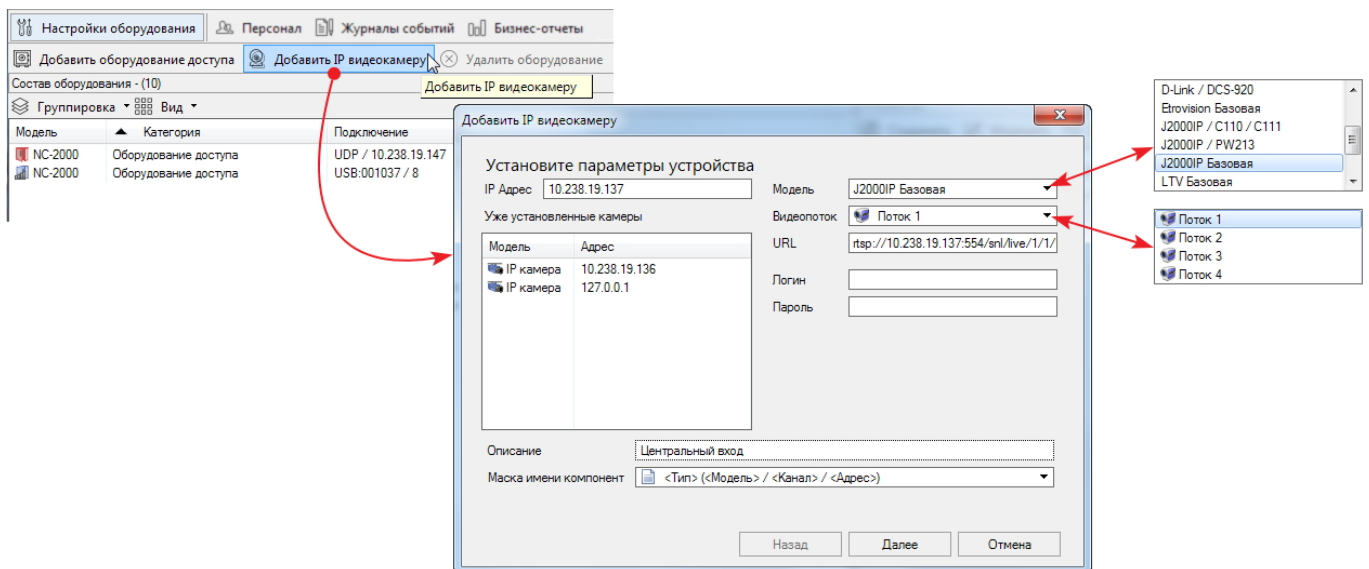 Настройки оборудования Персонал Журналы событий Бизнес-отчеты
Добавить оборудование доступа Добавить IP видеокамеру Удалить оборудование
Добавить IP видеокамеру
Состав оборудования - (10)
Группировка Вид
Модель Категория Подключение
NC-2000 Оборудование доступа UDP / 10.238.19.147
NC-2000 Оборудование доступа USB:001037 / 8
Добавить IP видеокамеру
Установите параметры устройства
IP Адрес 10.238.19.137
Модель J2000IP Базовая
Уже установленные камеры
Видеопоток Поток 1
URL rtsp://10.238.19.137:554/snl/live/1/1/
Модель Адрес
IP камера 10.238.19.136
IP камера 127.0.0.1
Логин
Пароль
Описание Центральный вход
Маска имени компонент <Тип> (<Модель> / <Канал> / <Адрес>)
Назад Далее Отмена
D-Link / DCS-920
Etrovision Базовая
J2000IP / C110 / C111
J2000IP / PW213
J2000IP Базовая
LTV Базовая
Поток 1
Поток 2
Поток 3
Поток 4